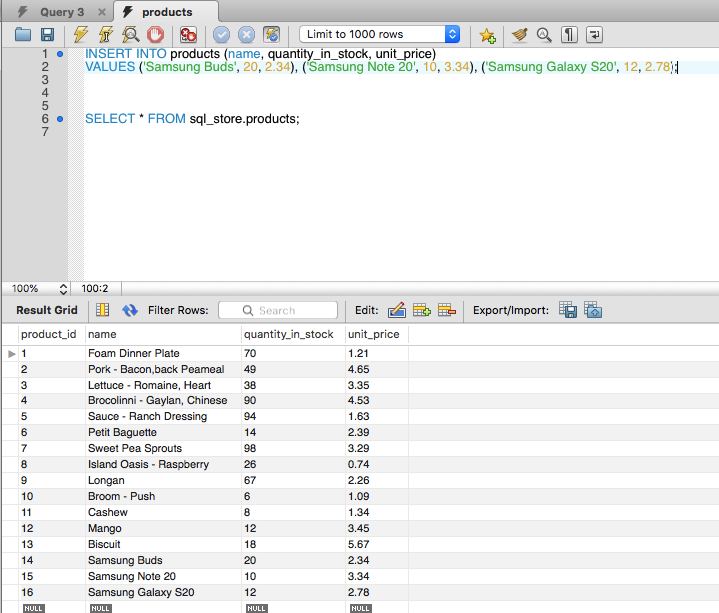 Query 3 products
Limit to 1000 rows
1 INSERT INTO products (name, quantity_in_stock, unit_price)
2 VALUES ('Samsung Buds', 20, 2.34), ('Samsung Note 20', 10, 3.34), ('Samsung Galaxy S20', 12, 2.78);
3
4
5
6 SELECT * FROM sql_store.products;
7
100% 100:2
Result Grid Filter Rows: Search Edit: Export/Import:
product_id name quantity_in_stock unit_price
1 Foam Dinner Plate 70 1.21
2 Pork - Bacon,back Peameal 49 4.65
3 Lettuce - Romaine, Heart 38 3.35
4 Brocolinni - Gaylan, Chinese 90 4.53
5 Sauce - Ranch Dressing 94 1.63
6 Petit Baguette 14 2.39
7 Sweet Pea Sprouts 98 3.29
8 Island Oasis - Raspberry 26 0.74
9 Longan 67 2.26
10 Broom - Push 6 1.09
11 Cashew 8 1.34
12 Mango 12 3.45
13 Biscuit 18 5.67
14 Samsung Buds 20 2.34
15 Samsung Note 20 10 3.34
16 Samsung Galaxy S20 12 2.78
NULL NULL NULL NULL